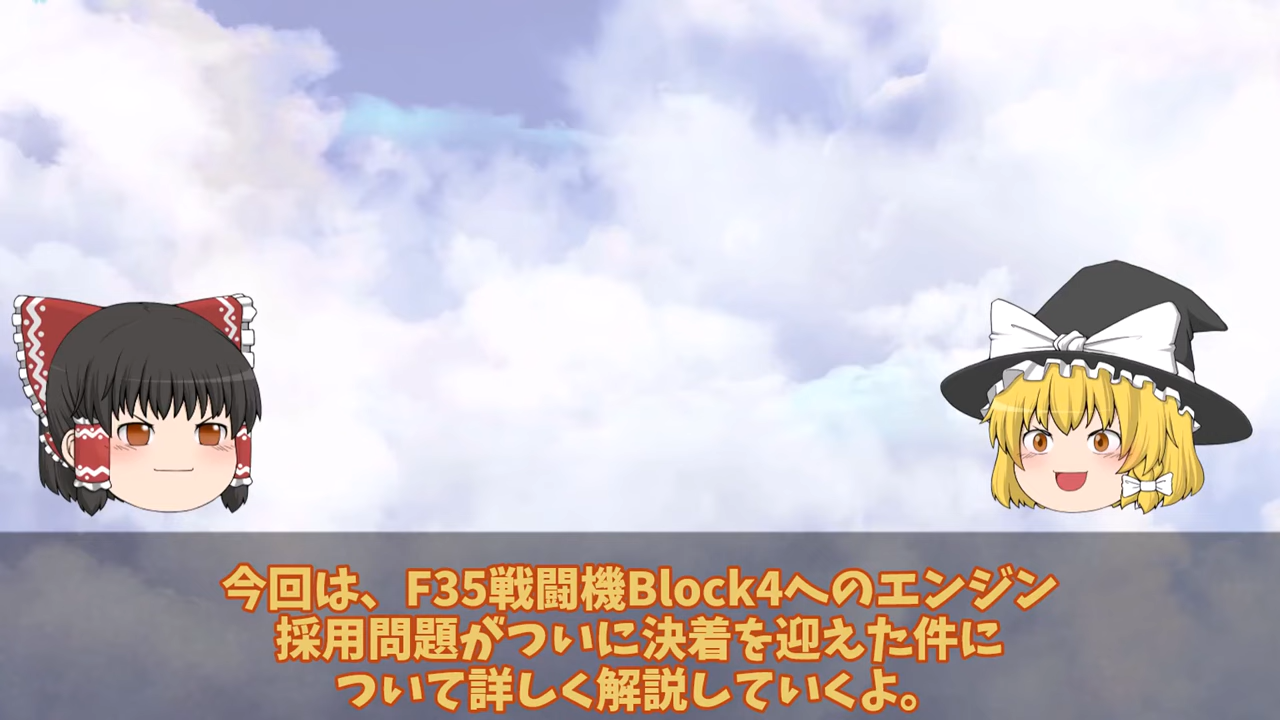 今回は、F35戦闘機Block4へのエンジン
採用問題がついに決着を迎えた件に
ついて詳しく解説していくよ。